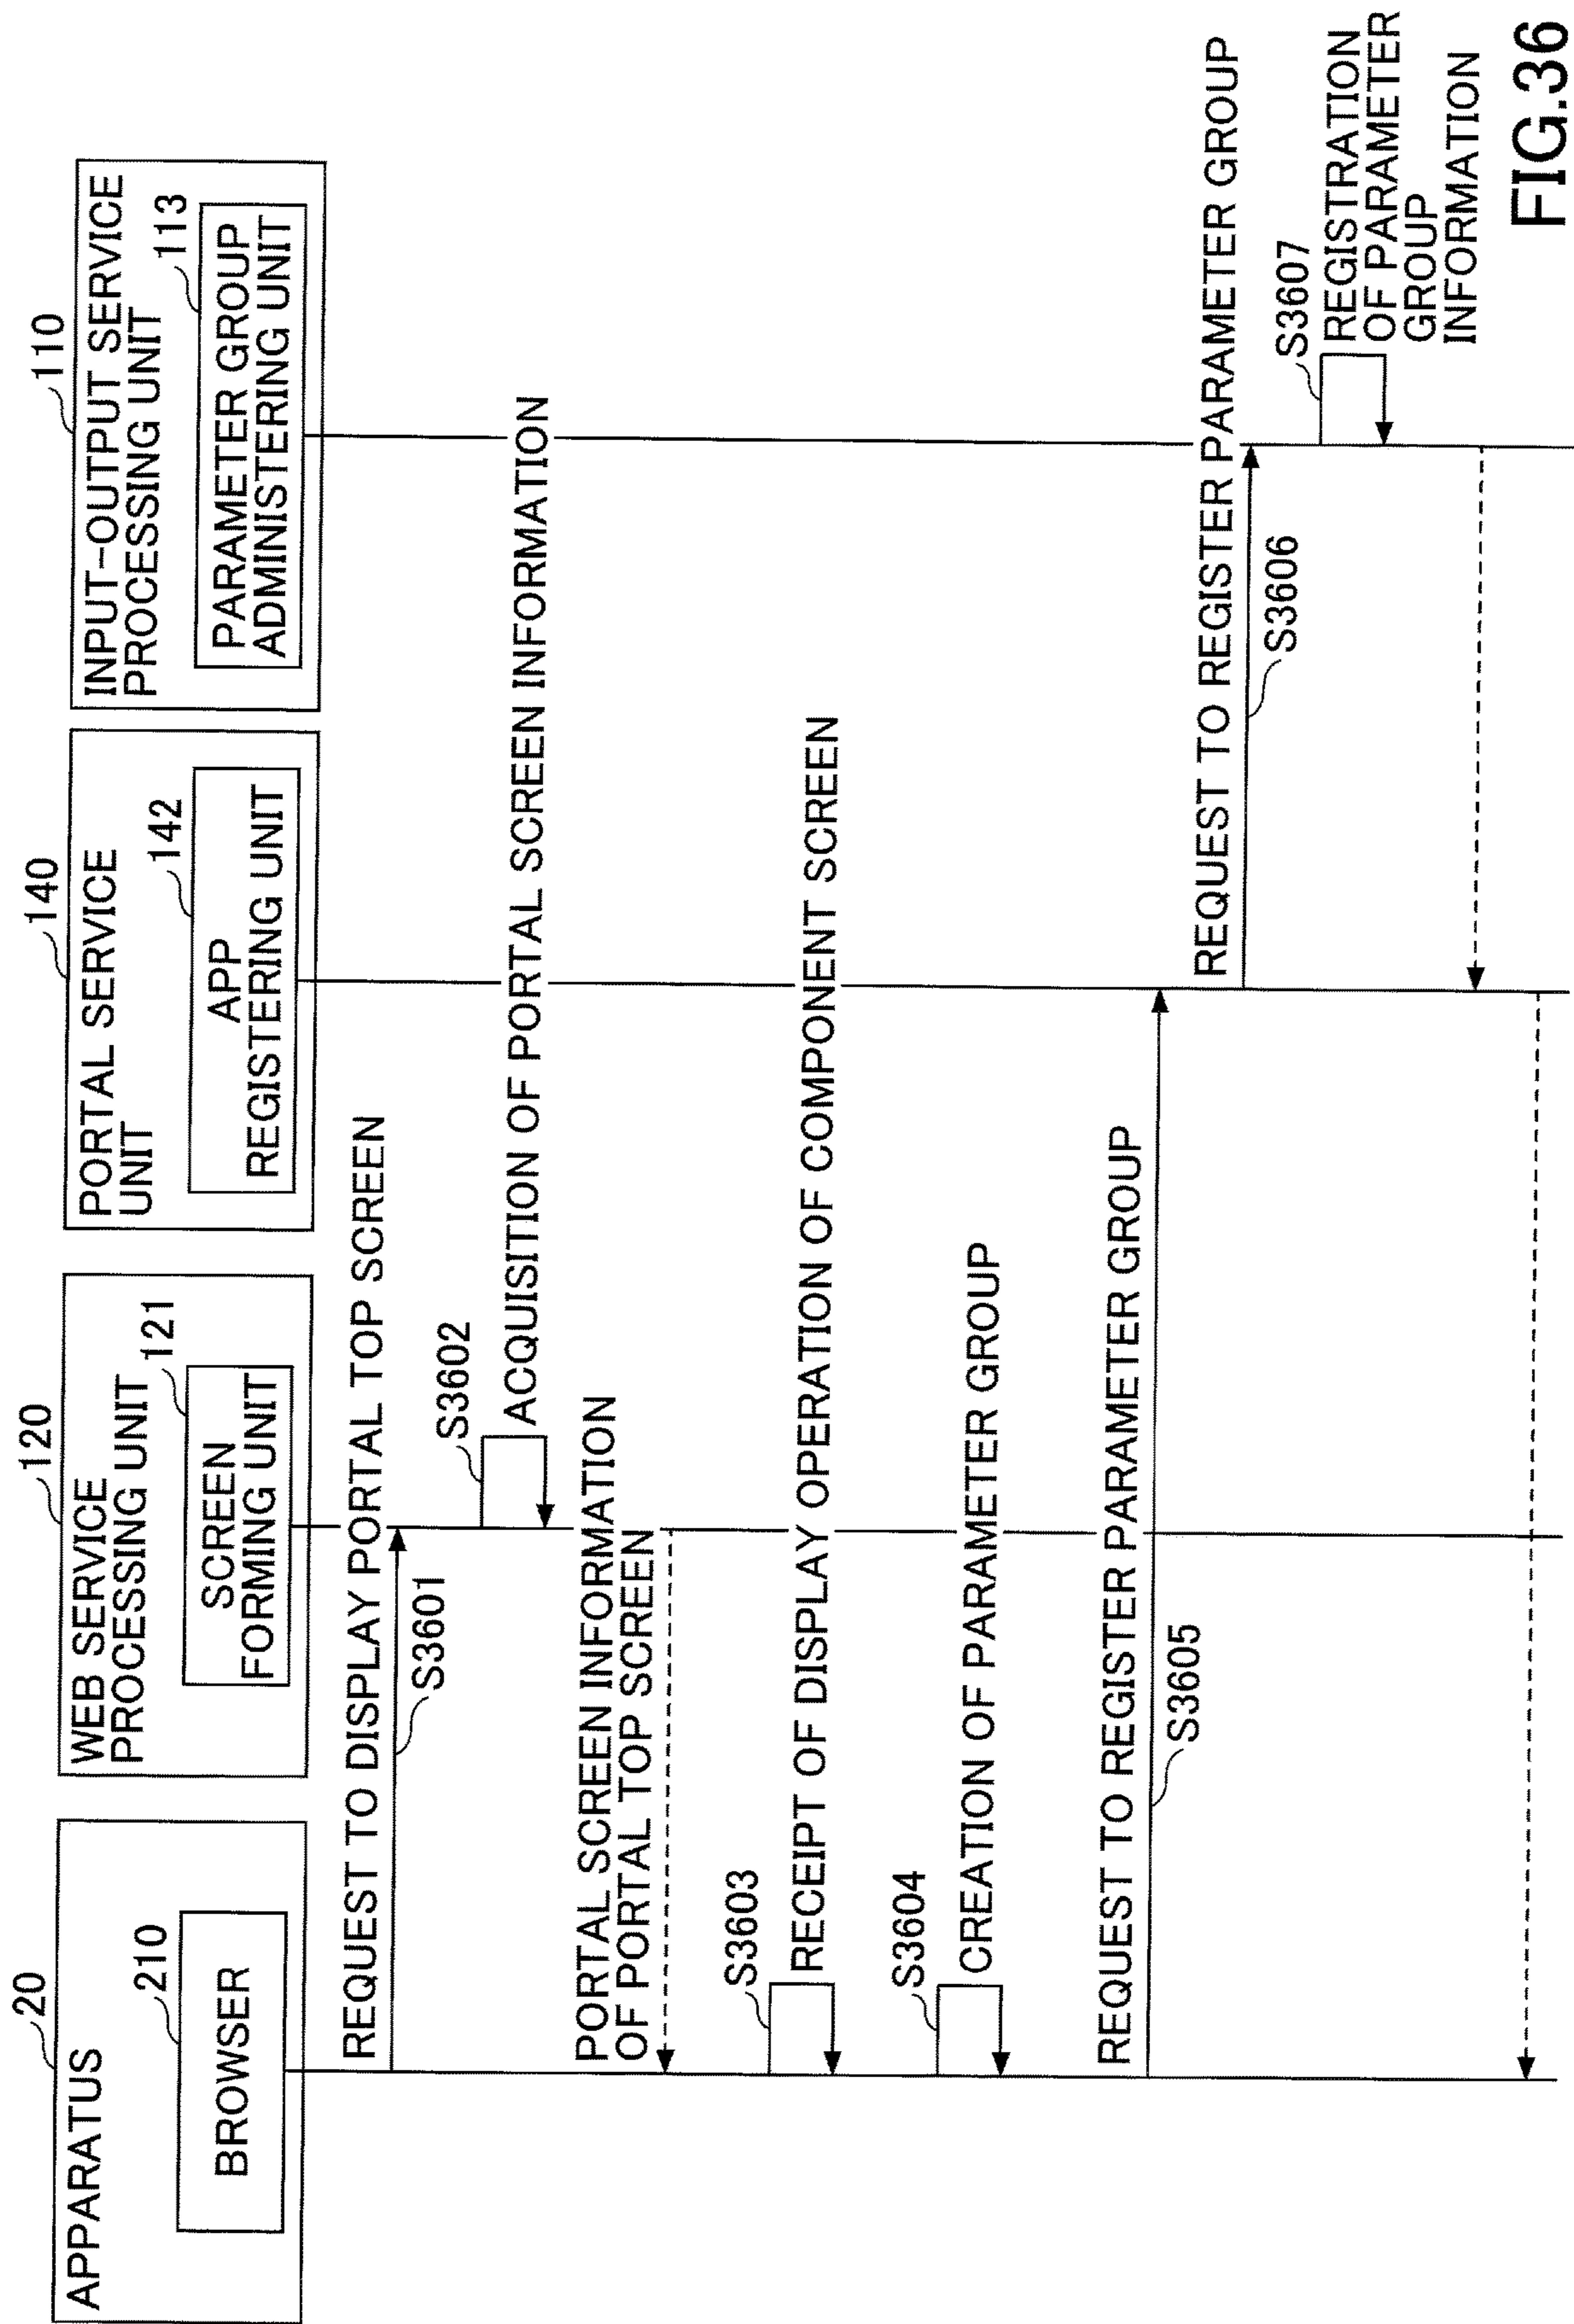 20
APPARATUS
210
BROWSER
120
WEB SERVICE
PROCESSING UNIT
121
SCREEN
FORMING UNIT
140
PORTAL SERVICE
UNIT
142
APP
REGISTERING UNIT
110
INPUT-OUTPUT SERVICE
PROCESSING UNIT
113
PARAMETER GROUP
ADMINISTERING UNIT
REQUEST TO DISPLAY PORTAL TOP SCREEN
S3601
S3602
ACQUISITION OF PORTAL SCREEN INFORMATION
PORTAL SCREEN INFORMATION
OF PORTAL TOP SCREEN
S3603
RECEIPT OF DISPLAY OPERATION OF COMPONENT SCREEN
S3604
CREATION OF PARAMETER GROUP
REQUEST TO REGISTER PARAMETER GROUP
S3605
REQUEST TO REGISTER PARAMETER GROUP
S3606
S3607
REGISTRATION
OF PARAMETER
GROUP
INFORMATION
FIG.36